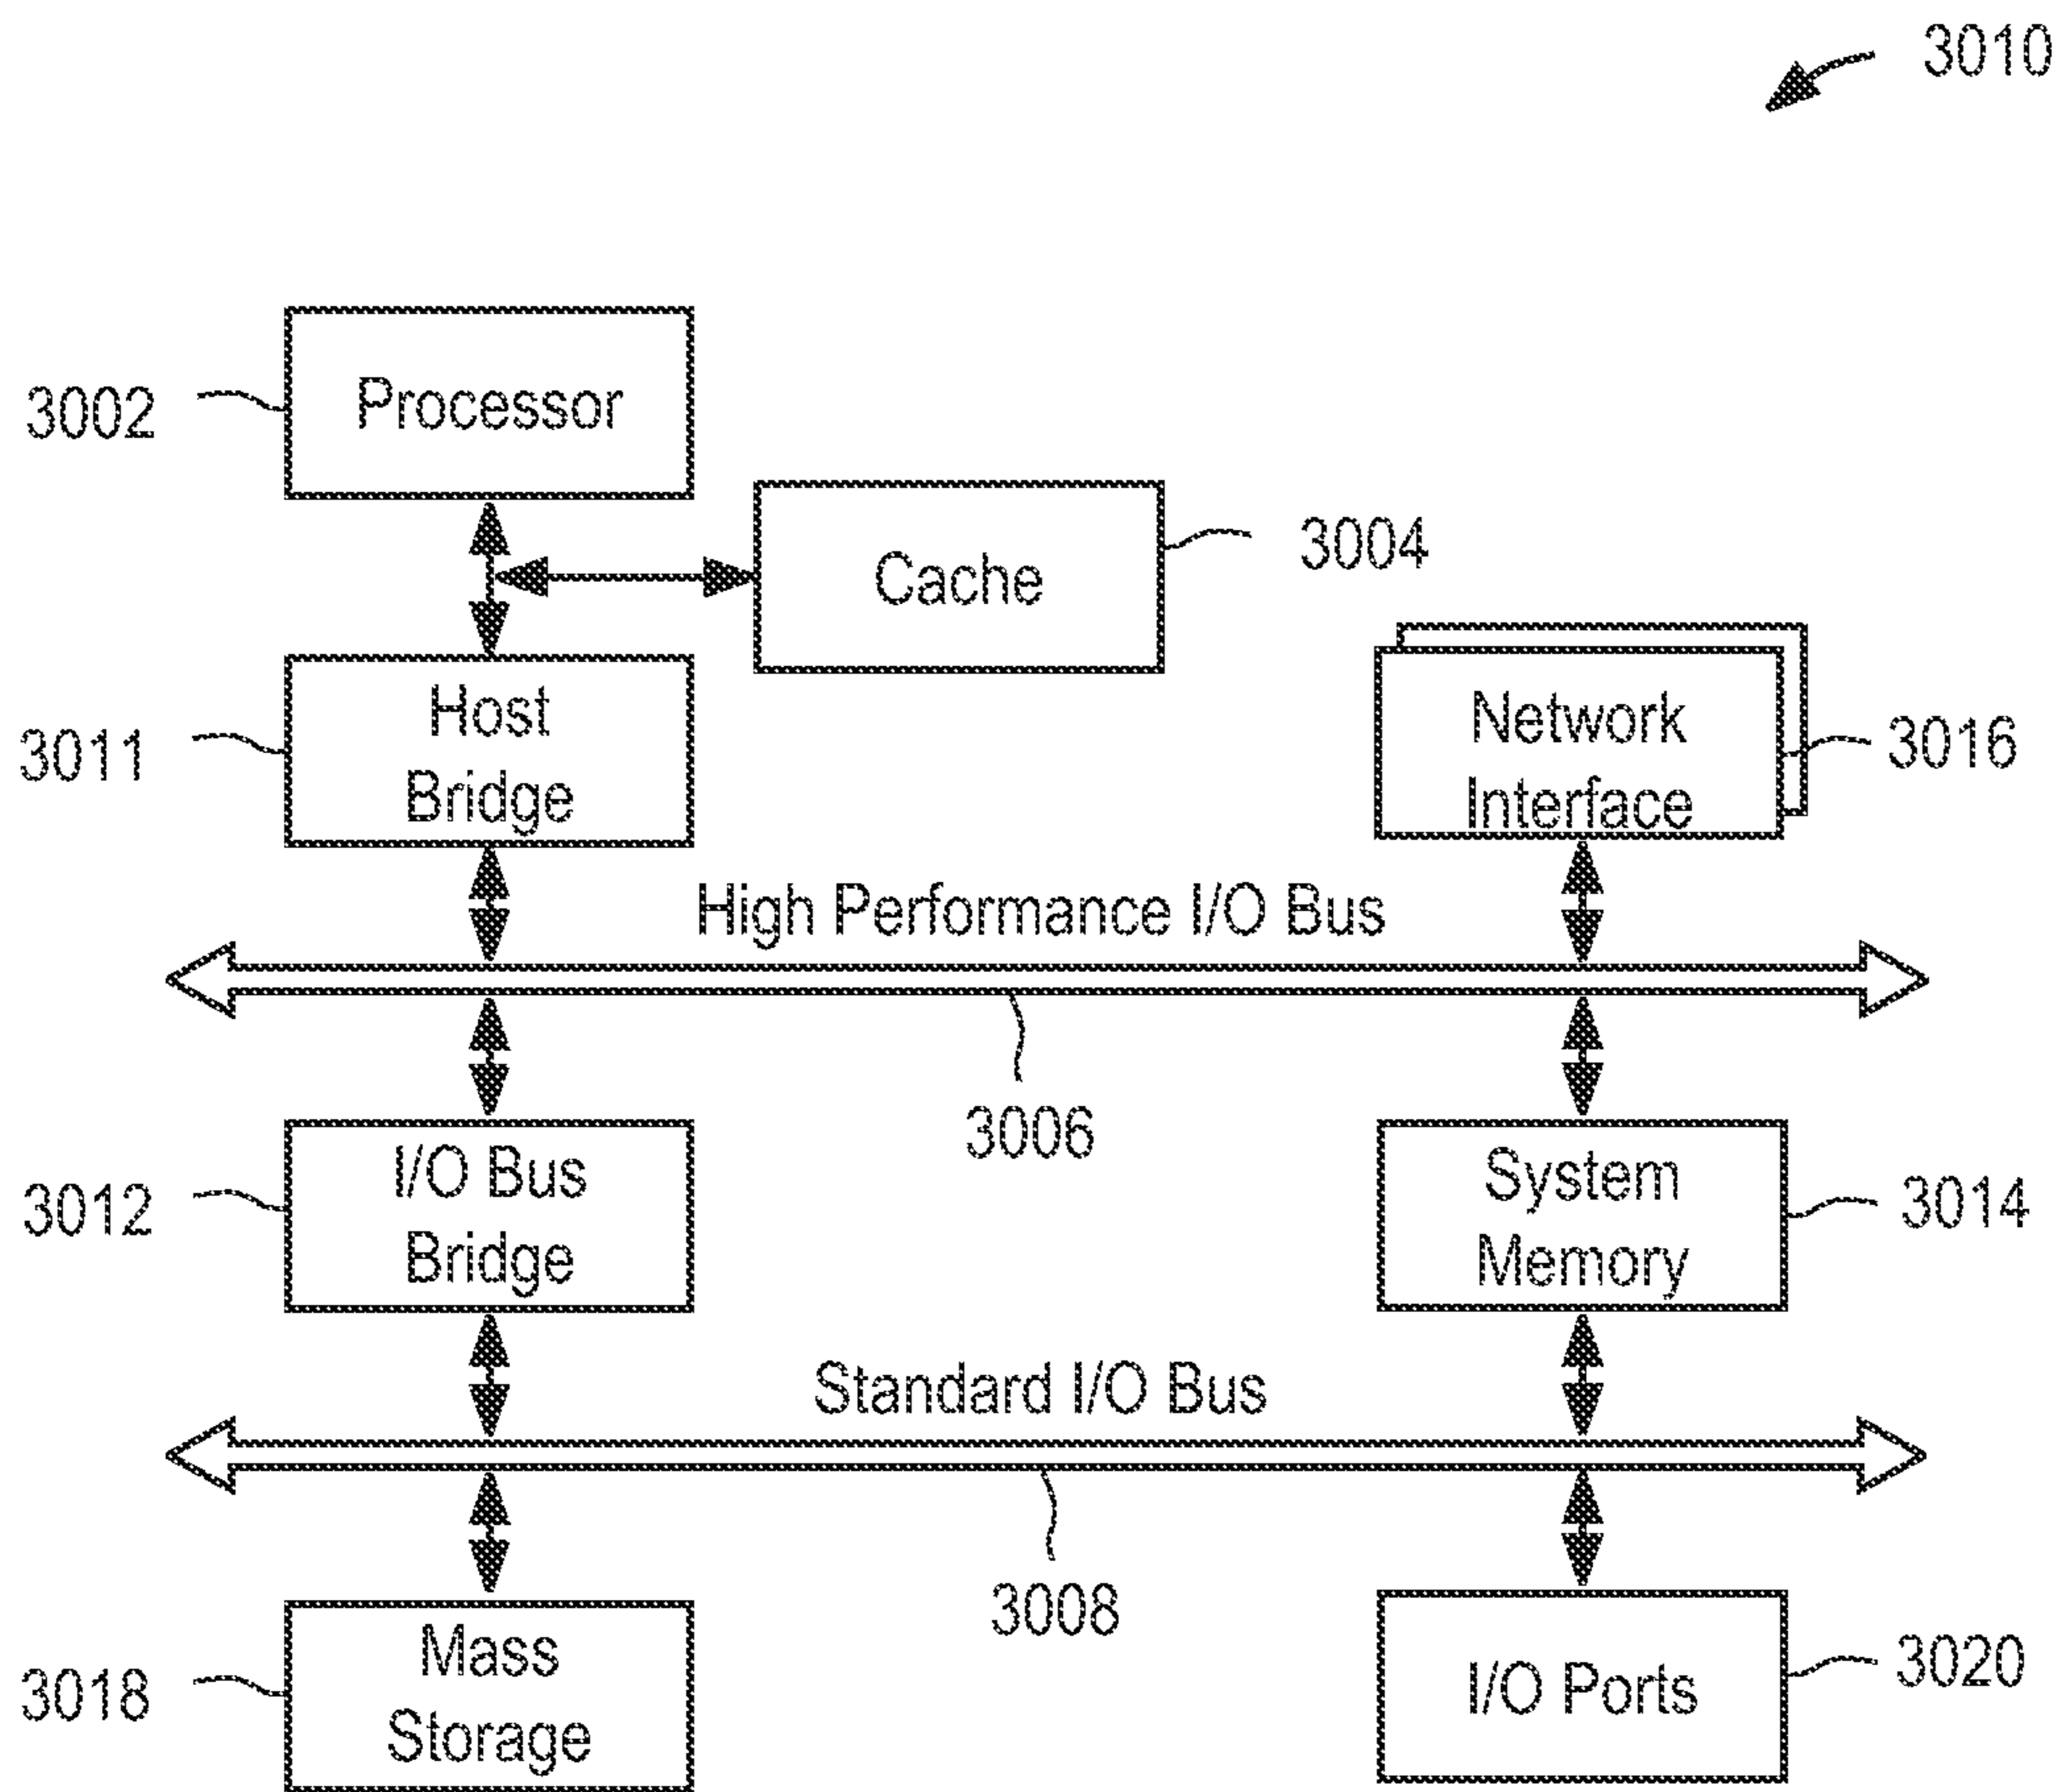 3010
3002
Processor
Cache
3004
3011
Host
Bridge
Network
Interface
3016
High Performance I/O Bus
3006
3012
I/O Bus
Bridge
System
Memory
3014
Standard I/O Bus
3008
3018
Mass
Storage
I/O Ports
3020